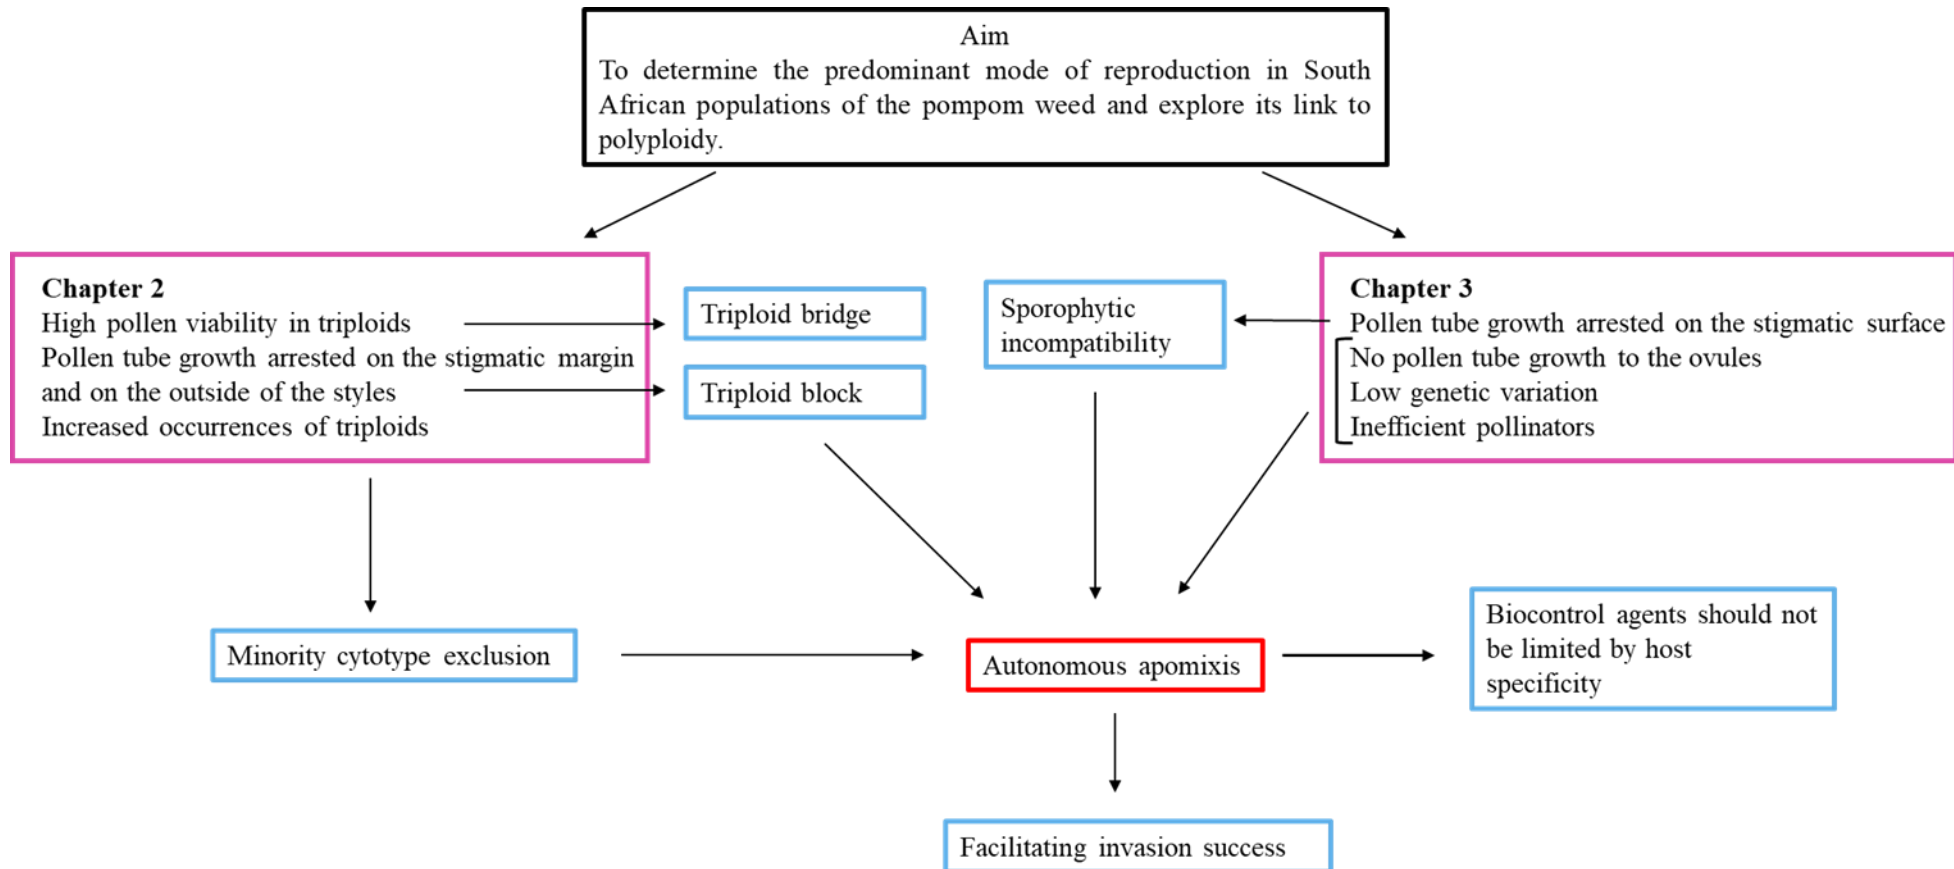 Aim
To determine the predominant mode of reproduction in South
African populations of the pompom weed and explore its link to
polyploidy.
Chapter 2
High pollen viability in triploids
Pollen tube growth arrested on the stigmatic margin
and on the outside of the styles
Increased occurrences of triploids
Triploid bridge
Triploid block
Sporophytic
incompatibility
Chapter 3
Pollen tube growth arrested on the stigmatic surface
No pollen tube growth to the ovules
Low genetic variation
Inefficient pollinators
Minority cytotype exclusion
Autonomous apomixis
Biocontrol agents should not
be limited by host
specificity
Facilitating invasion success